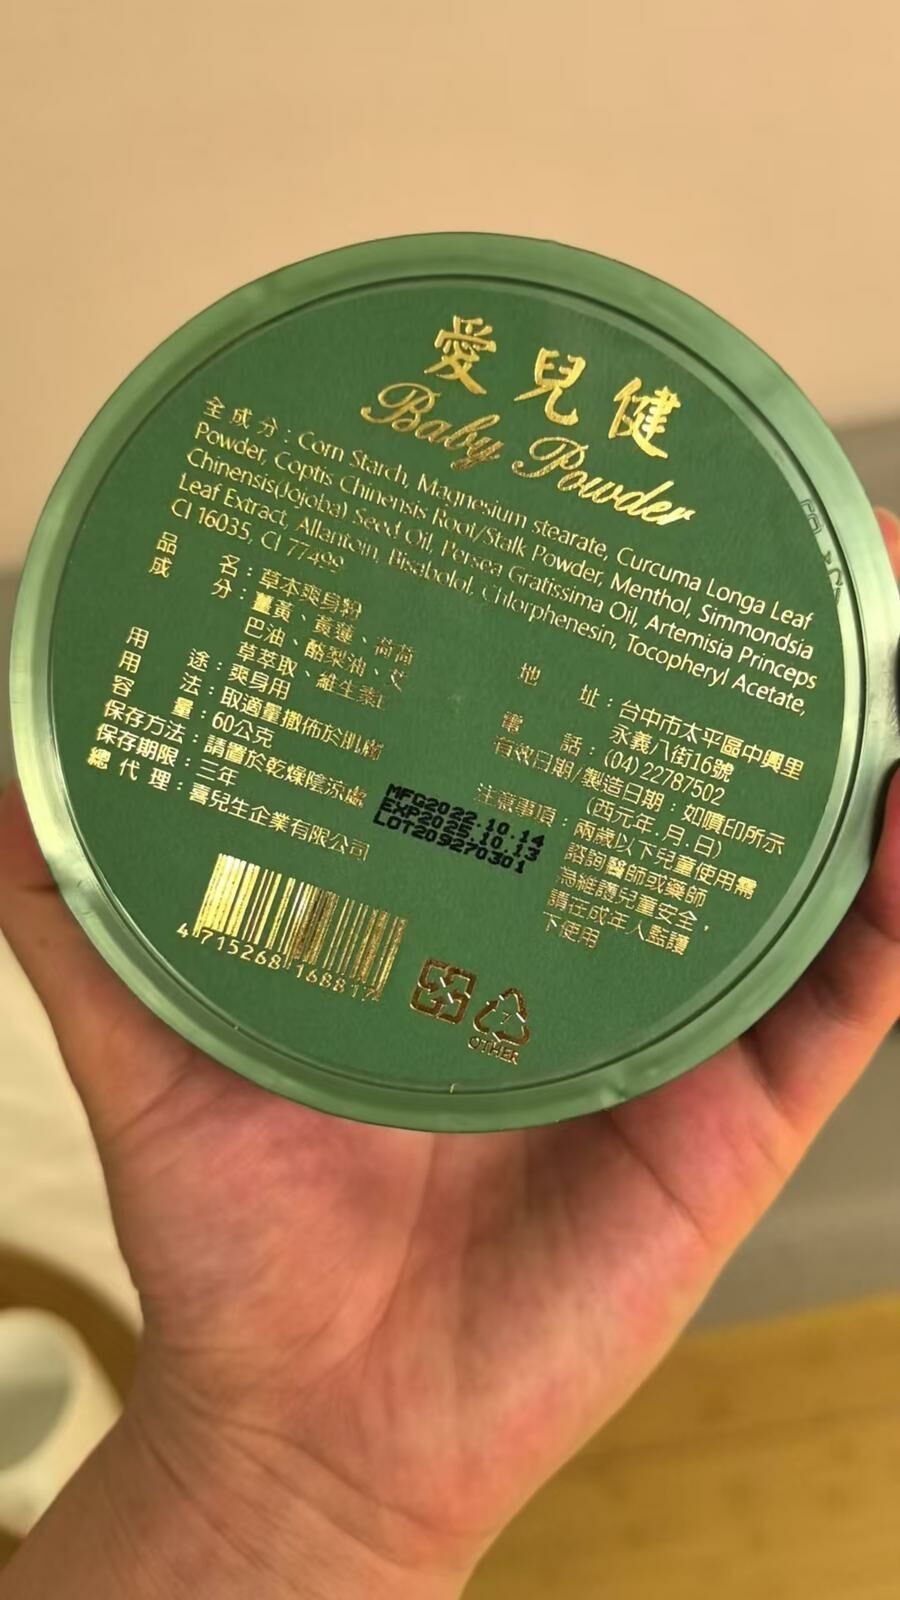 愛兒健
Baby Powder
全成分：Corn Starch, Magnesium stearate, Curcuma Longa Leaf
Powder, Coptis Chinensis Root/Stalk Powder, Menthol, Simmondsia
Chinensis(Jojoba) Seed Oil, Persea Gratissima Oil, Artemisia Princeps
Leaf Extract, Allantoin, Bisabolol, Chlorphenesin, Tocopheryl Acetate,
CI 16035, CI 77499
品名：草本爽身粉
成分：薑黃、黃蓮、荷荷
巴油、酪梨油、艾
草萃取、維生素E
用途：爽身用
用法：取適量撒佈於肌膚
容量：60公克
保存方法：請置於乾燥陰涼處
保存期限：三年
總代理：喜兒生企業有限公司
地址：台中市太平區中興里
永義八街16號
電話：(04)22787502
有效日期/製造日期：如噴印所示
(西元年.月.日)
注意事項：兩歲以下兒童使用需
諮詢醫師或藥師
為維護兒童安全，
請在成年人監護
下使用
MFG2022.10.14
EXP2025.10.13
LOT209270301
4 715268 168817
7
OTHER